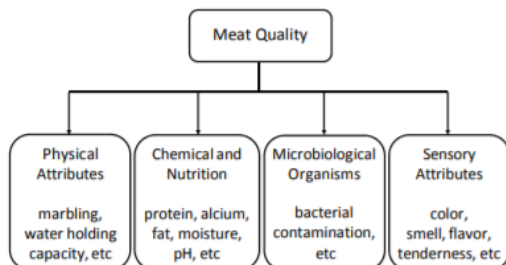 Meat Quality
Physical
Attributes
marbling,
water holding
capacity, etc
Chemical and
Nutrition
protein, alcium,
fat, moisture,
pH, etc
Microbiological
Organisms
bacterial
contamination,
etc
Sensory
Attributes
color,
smell, flavor,
tenderness, etc